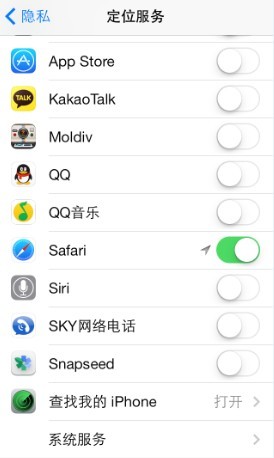 隐私 定位服务
App Store
TALK KakaoTalk
Moldiv
QQ
QQ音乐
Safari
Siri
SKY网络电话
Snapseed
查找我的 iPhone 打开
系统服务